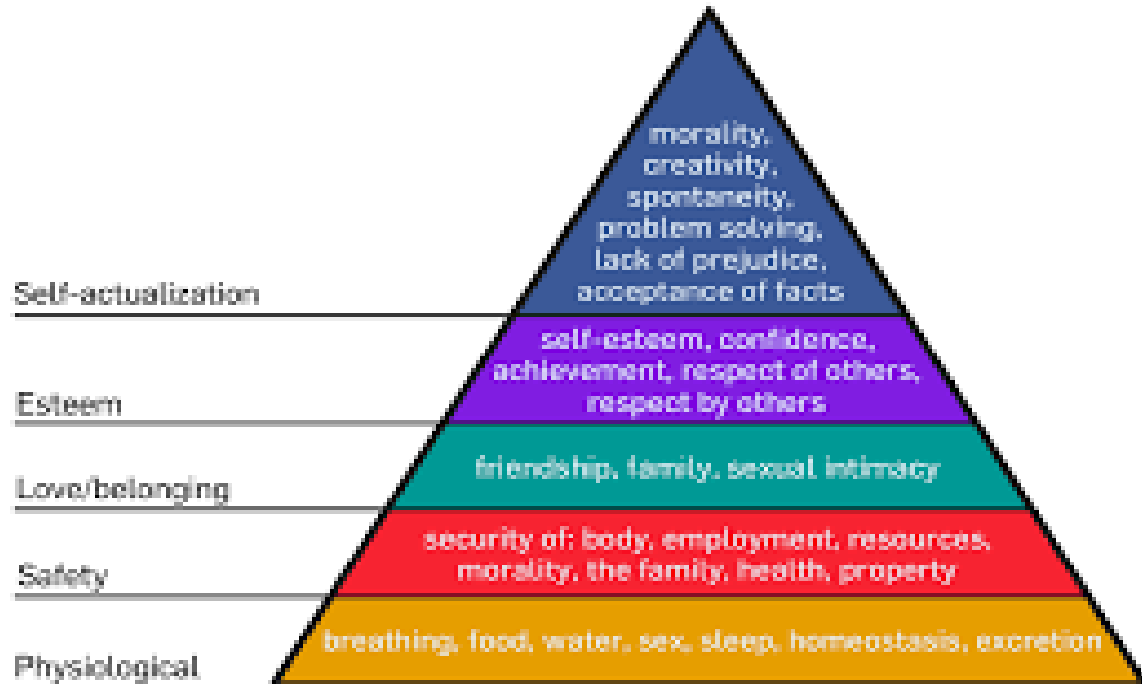 morality,
creativity,
spontaneity,
problem solving,
lack of prejudice,
acceptance of facts
Self-actualization
self-esteem, confidence,
achievement, respect of others,
respect by others
Esteem
friendship, family, sexual intimacy
Love/belonging
security of: body, employment, resources,
morality, the family, health, property
Safety
breathing, food, water, sex, sleep, homeostasis, excretion
Physiological